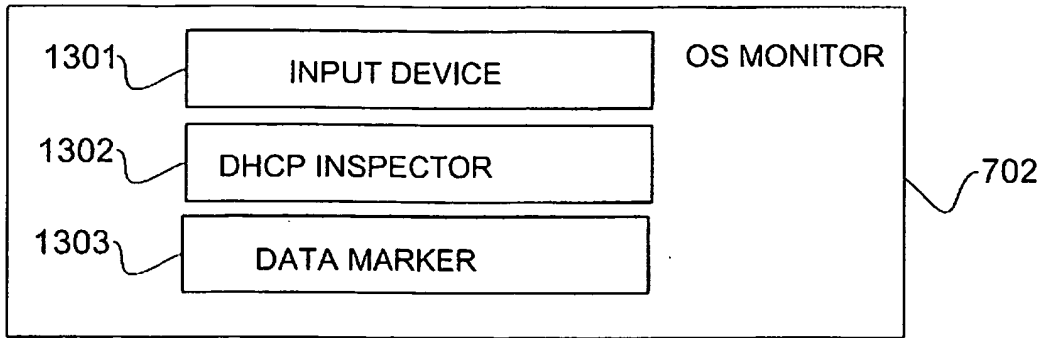 1301
INPUT DEVICE
OS MONITOR
1302
DHCP INSPECTOR
702
1303
DATA MARKER